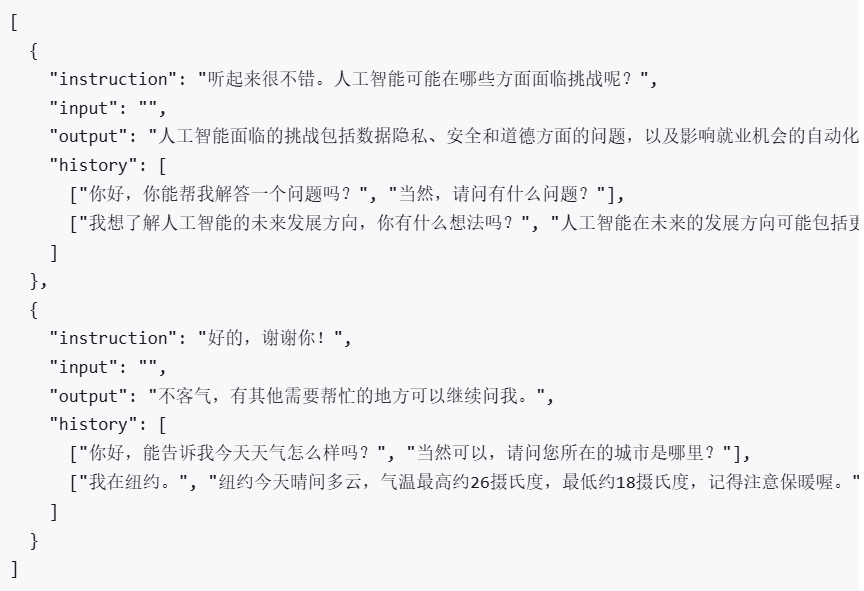 [
  {
    "instruction": "听起来很不错。人工智能可能在哪些方面面临挑战呢？",
    "input": "",
    "output": "人工智能面临的挑战包括数据隐私、安全和道德方面的问题，以及影响就业机会的自动化
    "history": [
      ["你好，你能帮我解答一个问题吗？", "当然，请问有什么问题？"],
      ["我想了解人工智能的未来发展方向，你有什么想法吗？", "人工智能在未来的发展方向可能包括更
    ]
  },
  {
    "instruction": "好的，谢谢你！",
    "input": "",
    "output": "不客气，有其他需要帮忙的地方可以继续问我。",
    "history": [
      ["你好，能告诉我今天天气怎么样吗？", "当然可以，请问您所在的城市是哪里？"],
      ["我在纽约。", "纽约今天晴间多云，气温最高约26摄氏度，最低约18摄氏度，记得注意保暖喔。"
    ]
  }
]